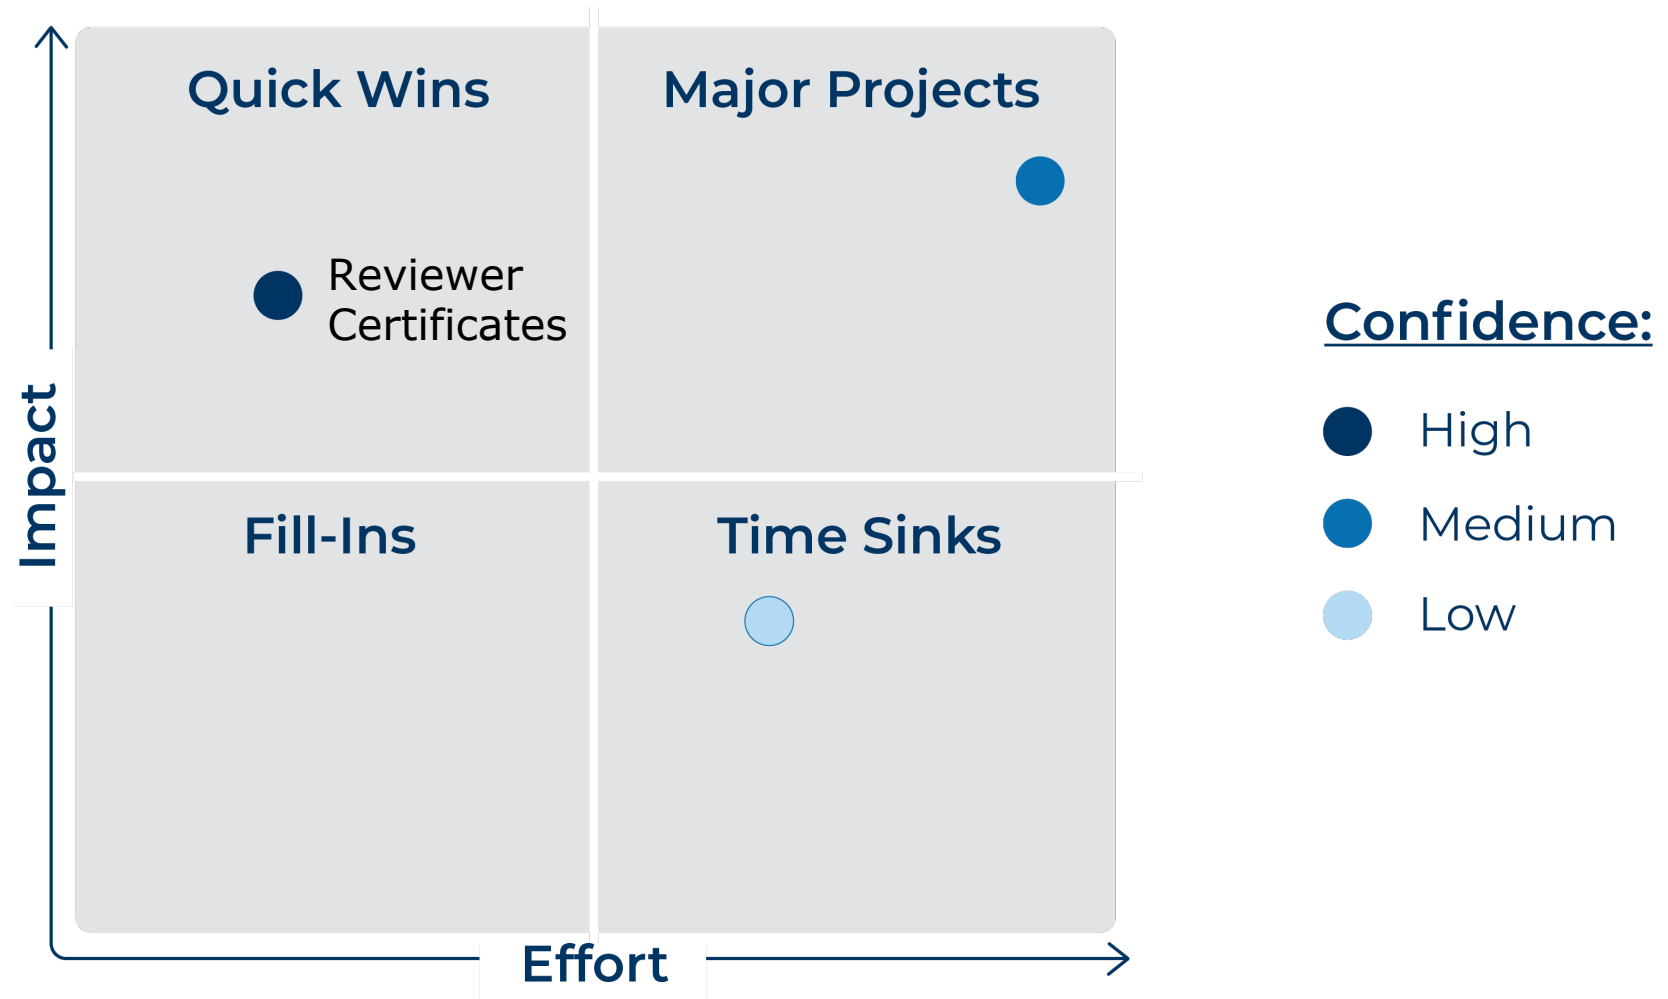 Quick Wins
Major Projects
Reviewer
Certificates
Confidence:
High
Medium
Low
Impact
Fill-Ins
Time Sinks
Effort